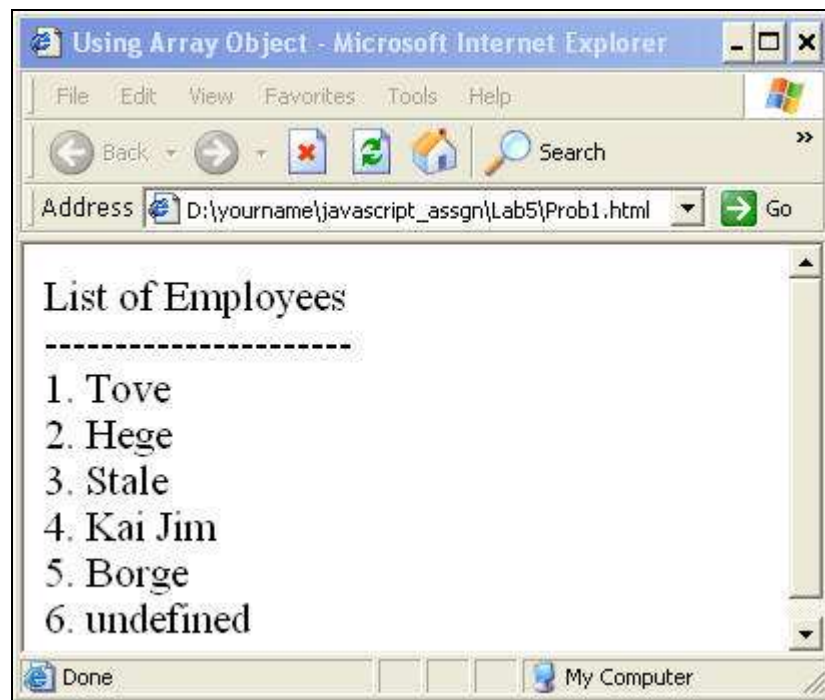 Using Array Object - Microsoft Internet Explorer
File Edit View Favorites Tools Help
Back Search »
Address D:\yourname\javascript_assgn\Lab5\Prob1.html Go
List of Employees
----------------------
1. Tove
2. Hege
3. Stale
4. Kai Jim
5. Borge
6. undefined
Done My Computer